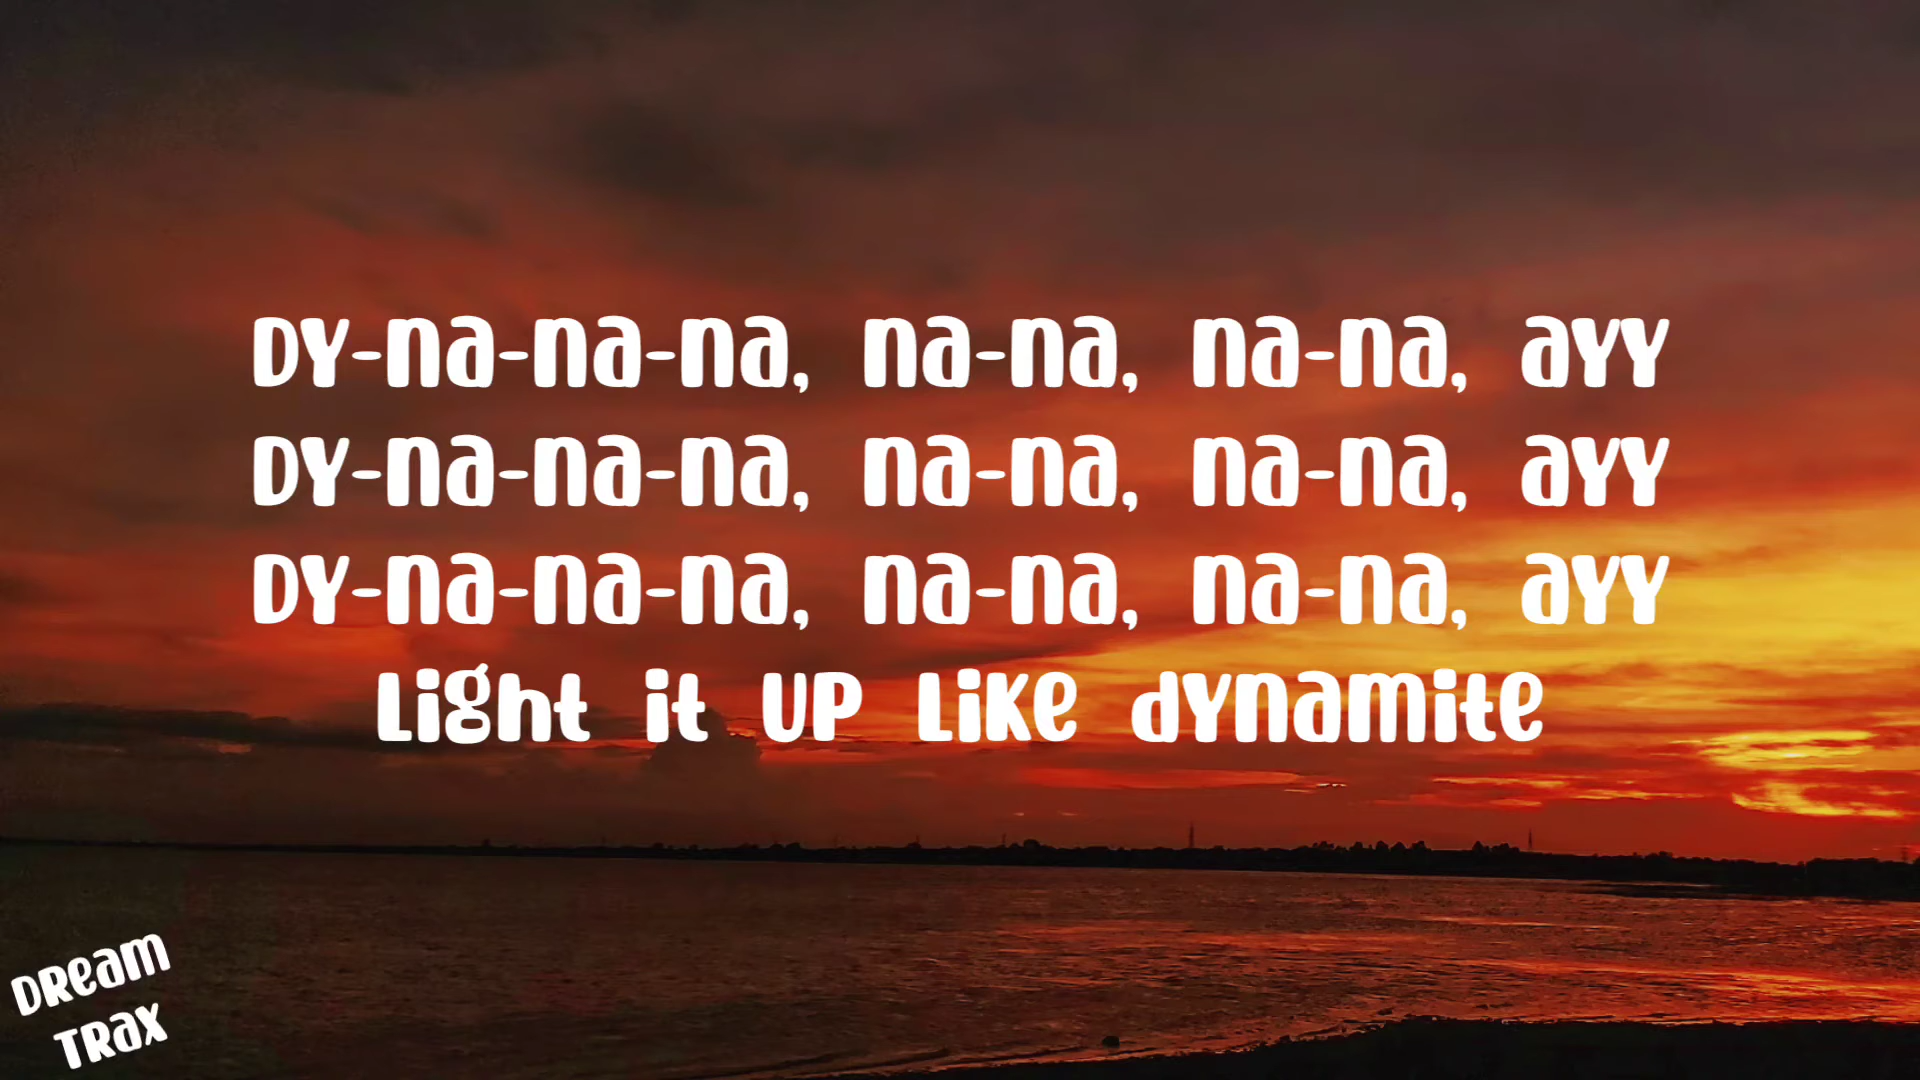 Dy-na-na-na, na-na, na-na, ayy
Dy-na-na-na, na-na, na-na, ayy
Dy-na-na-na, na-na, na-na, ayy
Light it up like dynamite
Dream
Trax